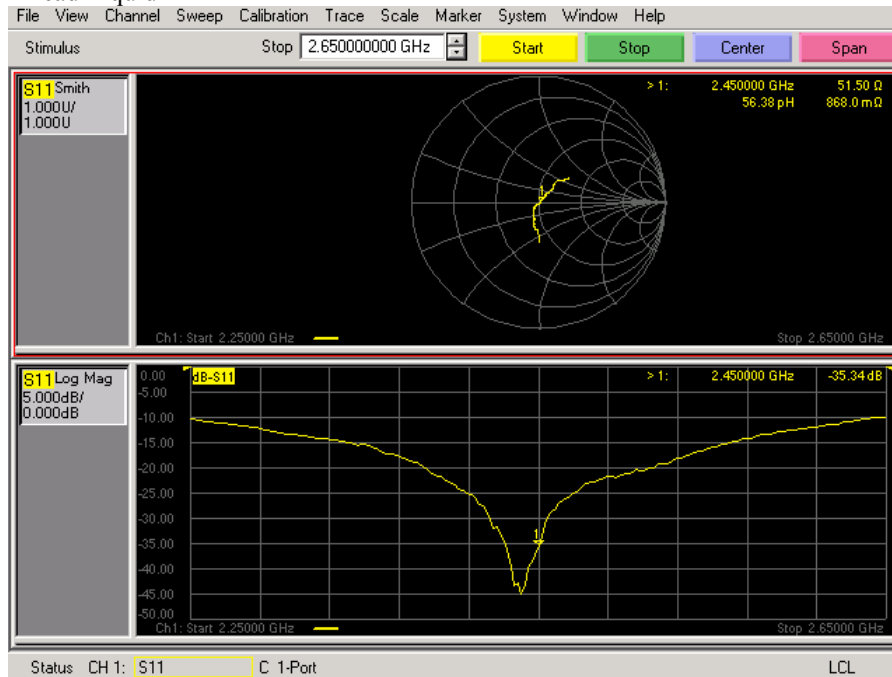 File View Channel Sweep Calibration Trace Scale Marker System Window Help
Stimulus Stop 2.650000000 GHz Start Stop Center Span
S11 Smith
1.000U/
1.000U
> 1: 2.450000 GHz 51.50 Ω
56.38 pH 868.0 mΩ
1
Ch1: Start 2.25000 GHz Stop 2.65000 GHz
S11 Log Mag
5.000dB/
0.000dB
0.00 dB-S11 > 1: 2.450000 GHz -35.34 dB
-5.00
-10.00
-15.00
-20.00
-25.00
-30.00
-35.00
1
-40.00
-45.00
-50.00
Ch1: Start 2.25000 GHz Stop 2.65000 GHz
Status CH 1: S11 C 1-Port LCL